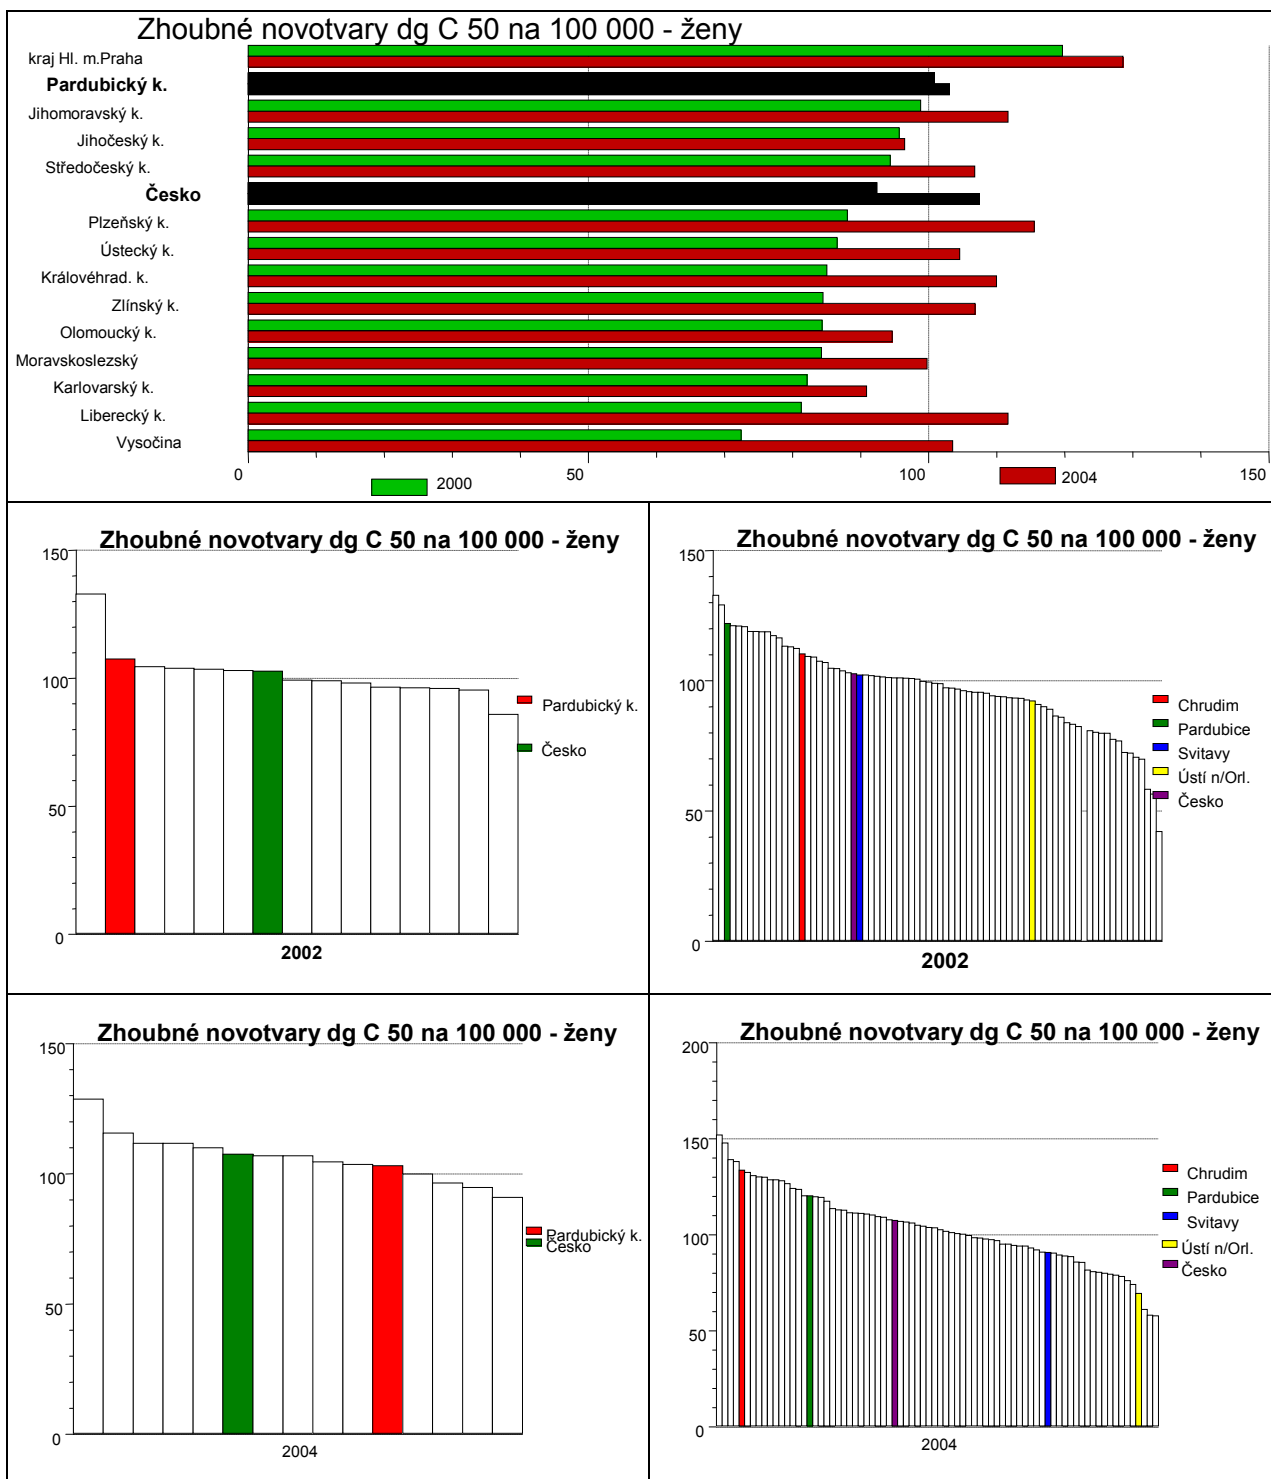 Zhoubné novotvary dg C 50 na 100 000 - ženy
kraj Hl. m.Praha
Pardubický k.
Jihomoravský k.
Jihočeský k.
Středočeský k.
Česko
Plzeňský k.
Ústecký k.
Královéhrad. k.
Zlínský k.
Olomoucký k.
Moravskoslezský
Karlovarský k.
Liberecký k.
Vysočina
0 50 100 150
2000 2004
Zhoubné novotvary dg C 50 na 100 000 - ženy
150
100
50
0
Pardubický k.
Česko
2002
Zhoubné novotvary dg C 50 na 100 000 - ženy
150
100
50
0
Chrudim
Pardubice
Svitavy
Ústí n/Orl.
Česko
2002
Zhoubné novotvary dg C 50 na 100 000 - ženy
150
100
50
0
Pardubický k.
Česko
2004
Zhoubné novotvary dg C 50 na 100 000 - ženy
200
150
100
50
0
Chrudim
Pardubice
Svitavy
Ústí n/Orl.
Česko
2004